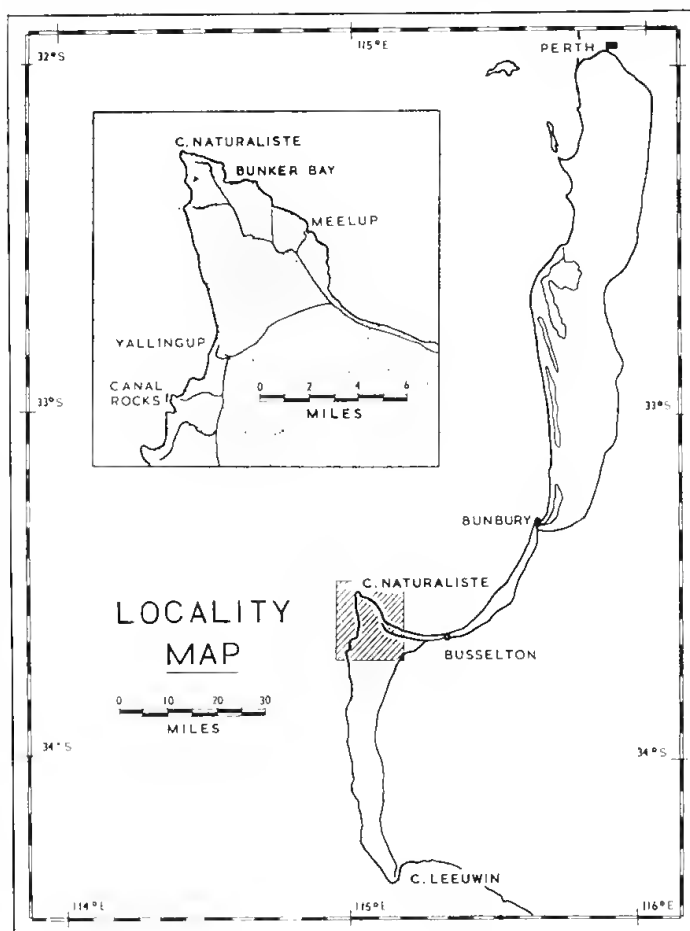 115°E
PERTH
32°S
C. NATURALISTE
BUNKER BAY
MEELUP
YALLINGUP
CANAL
ROCKS
0 2 4 6
MILES
33°S
33°S
BUNBURY
C. NATURALISTE
LOCALITY
MAP
BUSSELTON
0 10 20 30
MILES
34°S
34°S
C. LEEUWIN
114°E
115°E
116°E